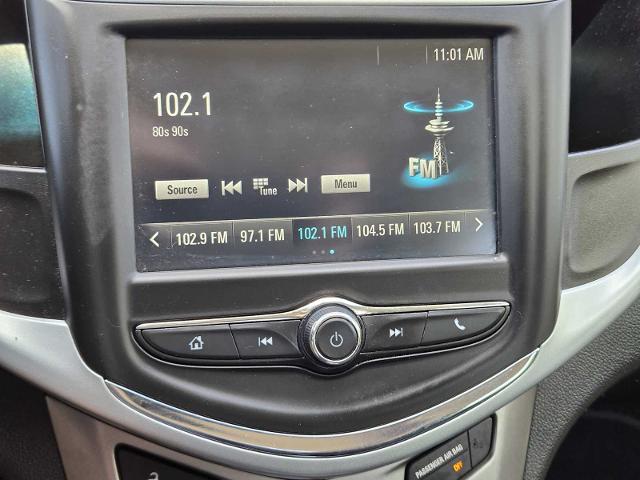 11:01 AM
102.1
80s 90s
FM
Source
Tune
Menu
102.9 FM 97.1 FM 102.1 FM 104.5 FM 103.7 FM
PASSENGER AIR BAG
OFF